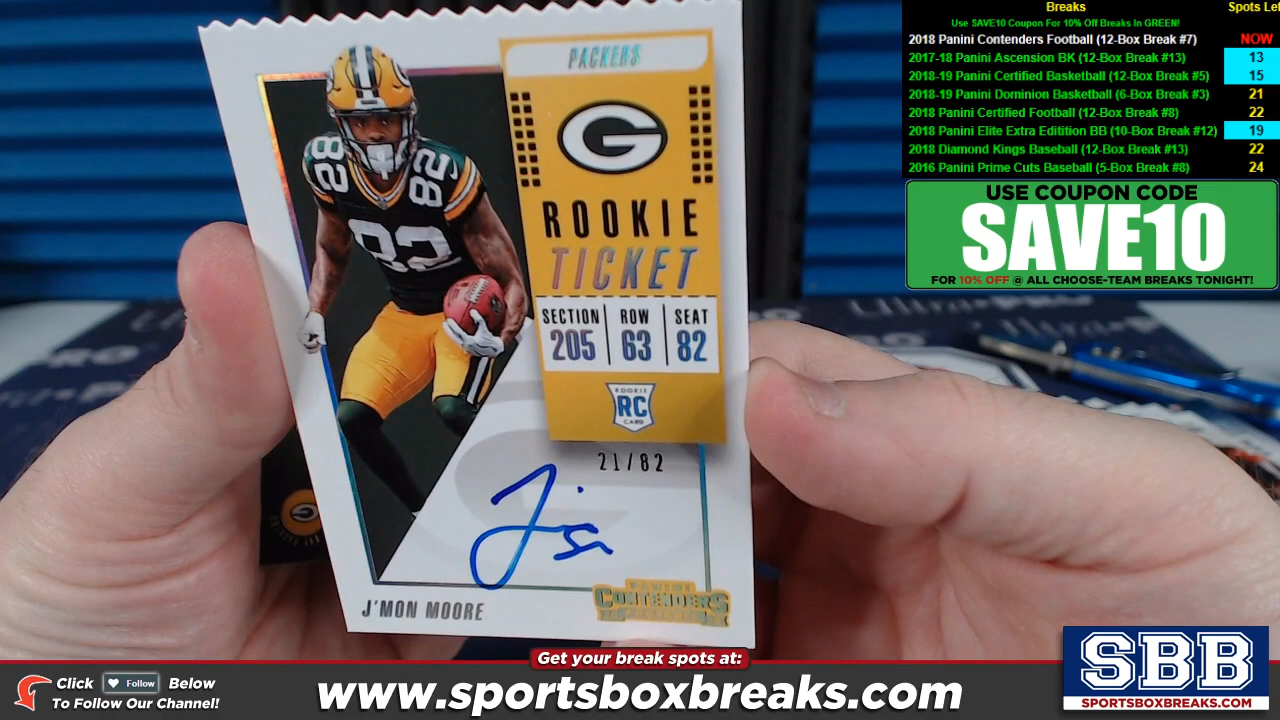 Breaks Spots Lef
Use SAVE10 Coupon For 10% Off Breaks In GREEN!
2018 Panini Contenders Football (12-Box Break #7) NOW
2017-18 Panini Ascension BK (12-Box Break #13) 13
2018-19 Panini Certified Basketball (12-Box Break #5) 15
2018-19 Panini Dominion Basketball (6-Box Break #3) 21
2018 Panini Certified Football (12-Box Break #8) 22
2018 Panini Elite Extra Edition BB (10-Box Break #12) 19
2018 Diamond Kings Baseball (12-Box Break #13) 22
2016 Panini Prime Cuts Baseball (5-Box Break #8) 24
USE COUPON CODE
SAVE10
FOR 10% OFF @ ALL CHOOSE-TEAM BREAKS TONIGHT!
PACKERS
G
ROOKIE
TICKET
SECTION ROW SEAT
205 63 82
ROOKIE
RC
CARD
82
82
82
21/82
J'MON MOORE
PANINI
CONTENDERS
Get your break spots at:
Click Follow Below
To Follow Our Channel!
www.sportsboxbreaks.com
SBB
SPORTSBOXBREAKS.COM